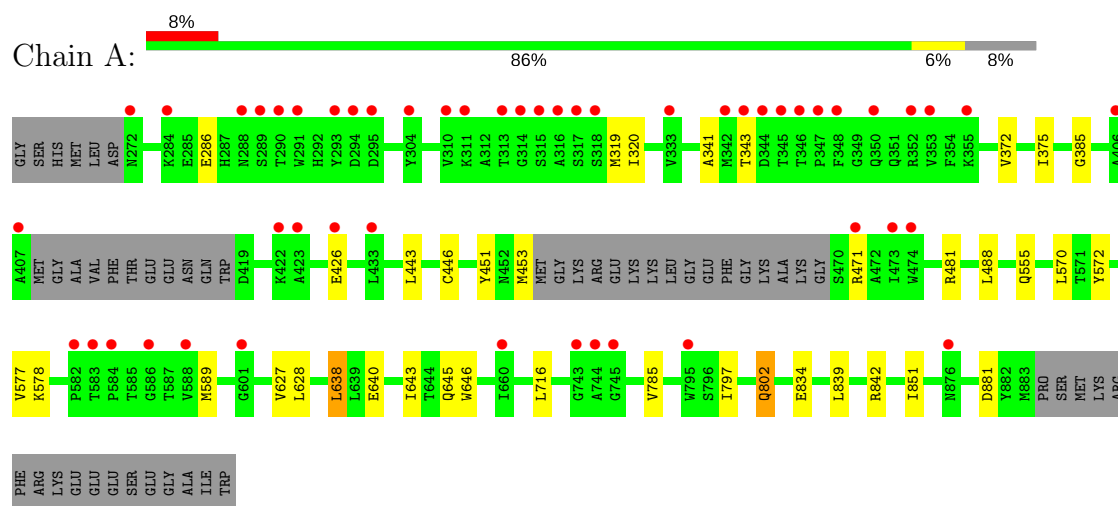 8%
Chain A:
86% 6% 8%
GLY SER HIS MET LEU ASP N272 K284 E285 E286 H287 N288 S289 T290 W291 H292 Y293 D294 D295 Y304 V310 K311 A312 T313 G314 S315 A316 S317 S318 M319 I320 V333 A341 M342 T343 D344 T345 T346 P347 F348 G349 Q350 Q351 R352 V353 F354 K355 V372 I375 G385 A406
A407 MET GLY ALA VAL PHE THR GLU GLU ASN GLN TRP D419 K422 A423 E426 L433 L443 C446 Y451 N452 M453 MET GLY LYS ARG GLU LYS LYS LEU GLY GLU PHE GLY LYS ALA LYS GLY S470 R471 A472 I473 W474 R481 L488 Q555 L570 T571 Y572
V577 K578 P582 T583 P584 T585 G586 T587 V588 M589 G601 V627 L628 L638 L639 E640 I643 T644 Q645 W646 I660 L716 G743 A744 G745 V785 W795 S796 I797 Q802 E834 L839 R842 I851 N876 D881 Y882 M883 PRO SER MET LYS ARG
PHE ARG LYS GLU GLU GLU SER GLU GLY ALA ILE TRP